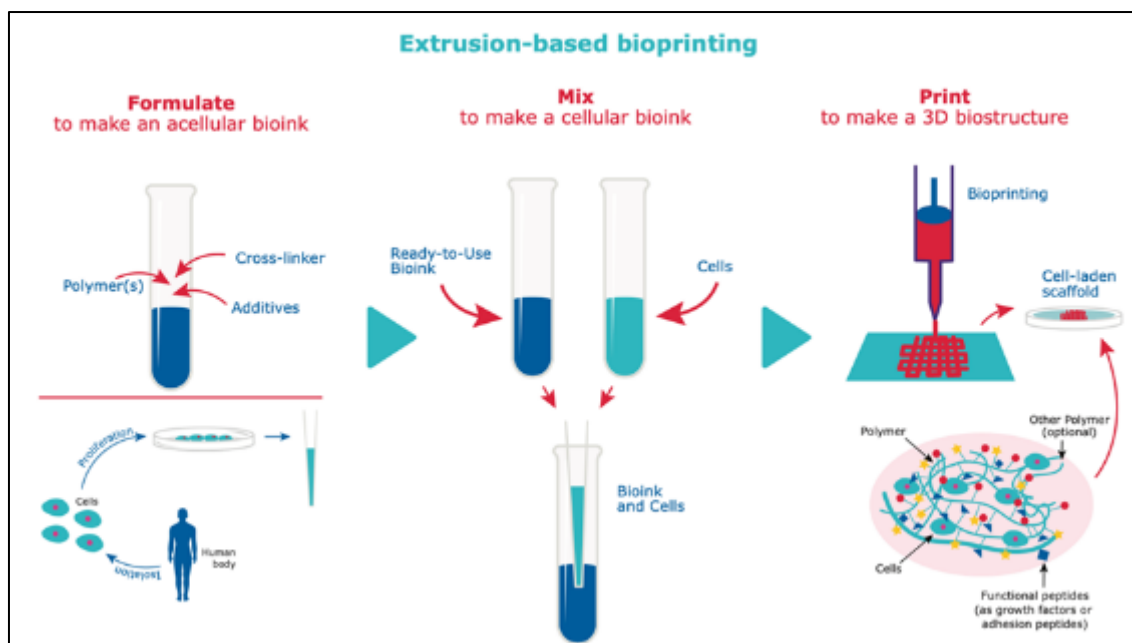 Extrusion-based bioprinting
Formulate
to make an acellular bioink
Cross-linker
Polymer(s)
Additives
Proliferation
Cells
Isolation
Human
body
Mix
to make a cellular bioink
Ready-to-Use
Bioink
Cells
Bioink
and Cells
Print
to make a 3D biostructure
Bioprinting
Cell-laden
scaffold
Polymer
Other Polymer
(optional)
Cells
Functional peptides
(as growth factors or
adhesion peptides)